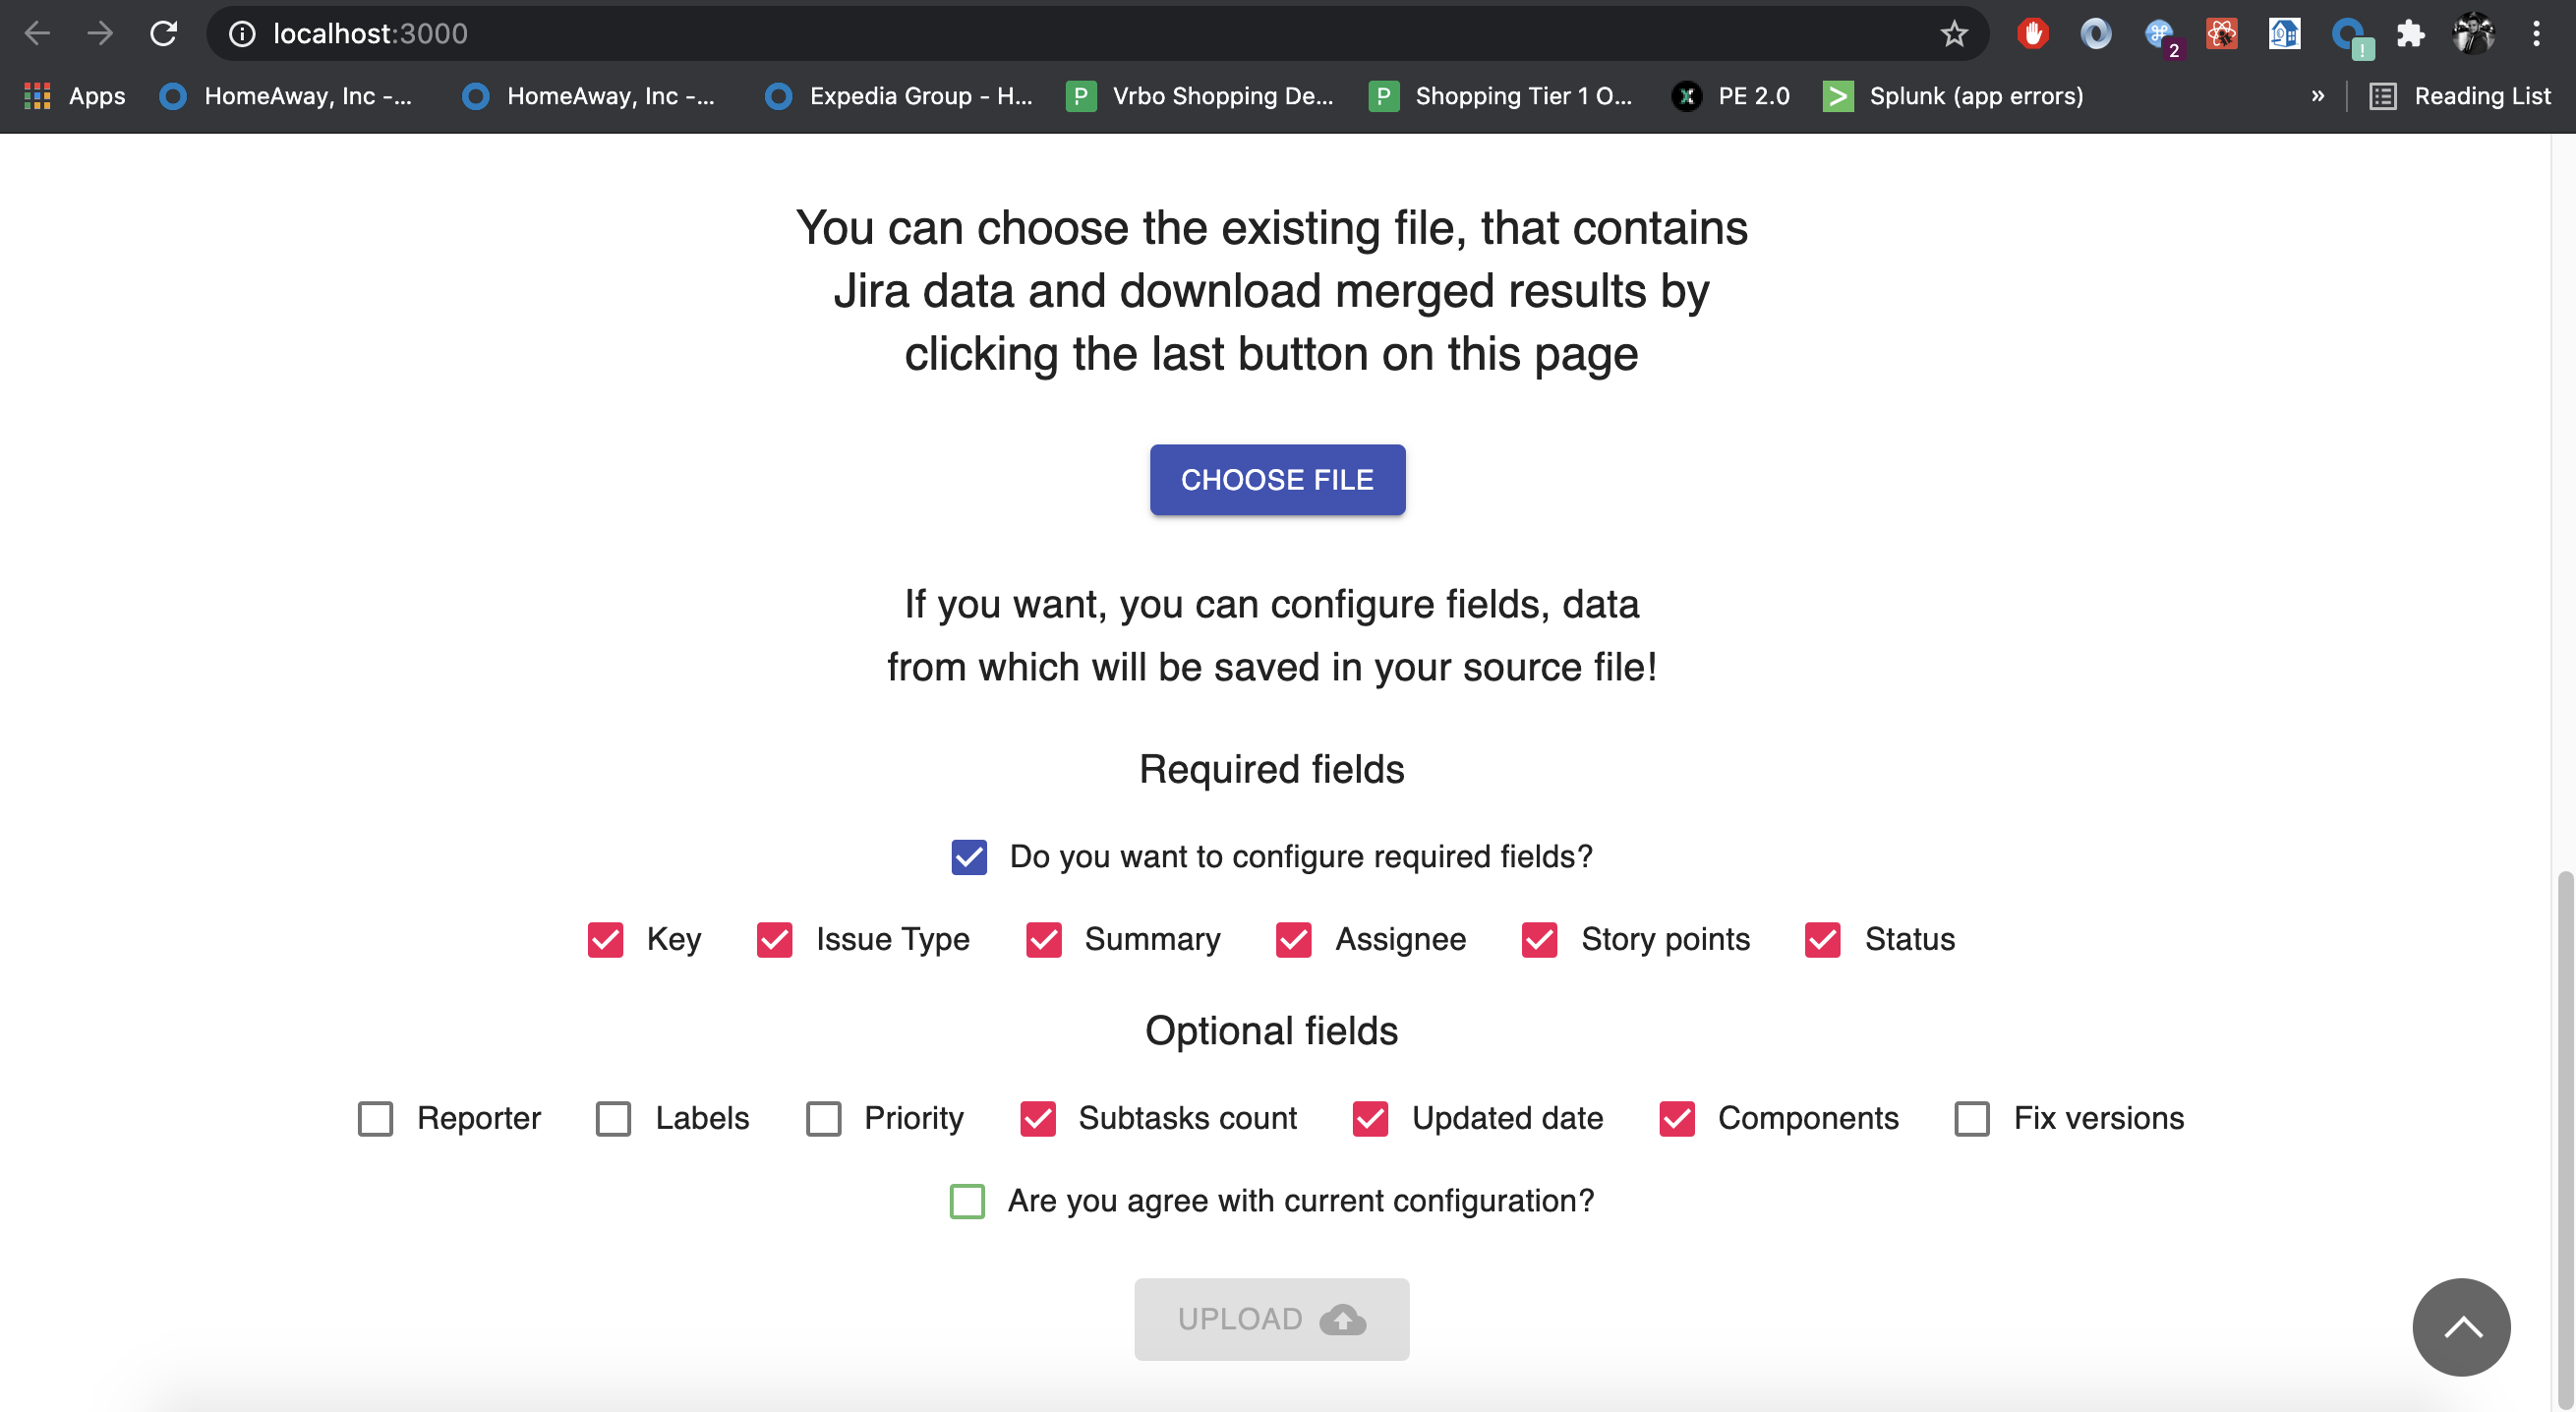 localhost:3000
2
!
Apps
HomeAway, Inc -...
HomeAway, Inc -...
Expedia Group - H...
P
Vrbo Shopping De...
P
Shopping Tier 1 O...
PE 2.0
Splunk (app errors)
»
Reading List
You can choose the existing file, that contains
Jira data and download merged results by
clicking the last button on this page
CHOOSE FILE
If you want, you can configure fields, data
from which will be saved in your source file!
Required fields
Do you want to configure required fields?
Key Issue Type Summary Assignee Story points Status
Optional fields
Reporter Labels Priority Subtasks count Updated date Components Fix versions
Are you agree with current configuration?
UPLOAD